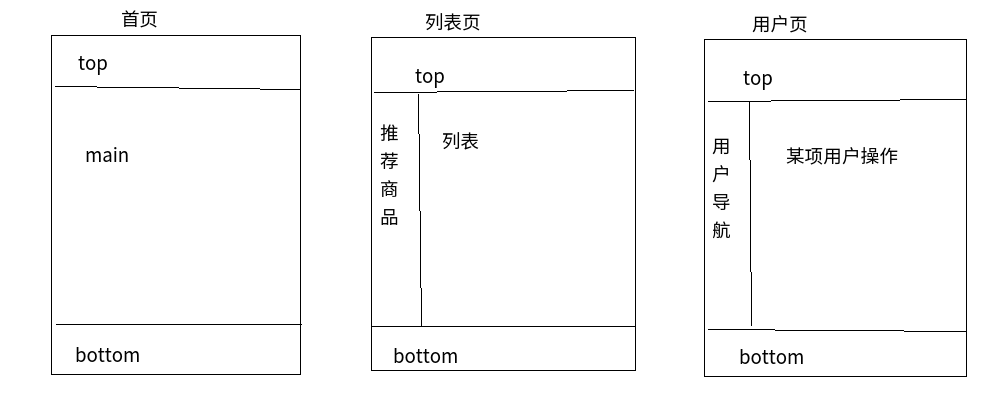 首页
top
main
bottom
列表页
top
推荐商品
列表
bottom
用户页
top
用户导航
某项用户操作
bottom